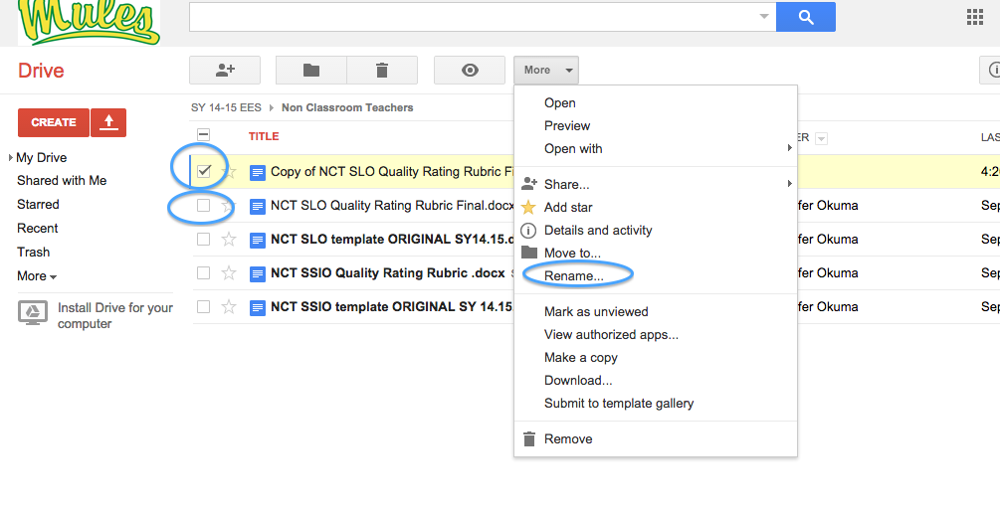 Mules
Drive
More
SY 14-15 EES Non Classroom Teachers
CREATE
TITLE
ER
LAS
My Drive
Shared with Me
Starred
Recent
Trash
More
Install Drive for your
computer
Copy of NCT SLO Quality Rating Rubric Fi
4:2
NCT SLO Quality Rating Rubric Final.docx
fer Okuma
Sep
NCT SLO template ORIGINAL SY14.15.d
fer Okuma
Sep
NCT SSIO Quality Rating Rubric .docx
fer Okuma
Sep
NCT SSIO template ORIGINAL SY 14.15.
fer Okuma
Sep
Open
Preview
Open with
Share...
Add star
Details and activity
Move to...
Rename...
Mark as unviewed
View authorized apps...
Make a copy
Download...
Submit to template gallery
Remove